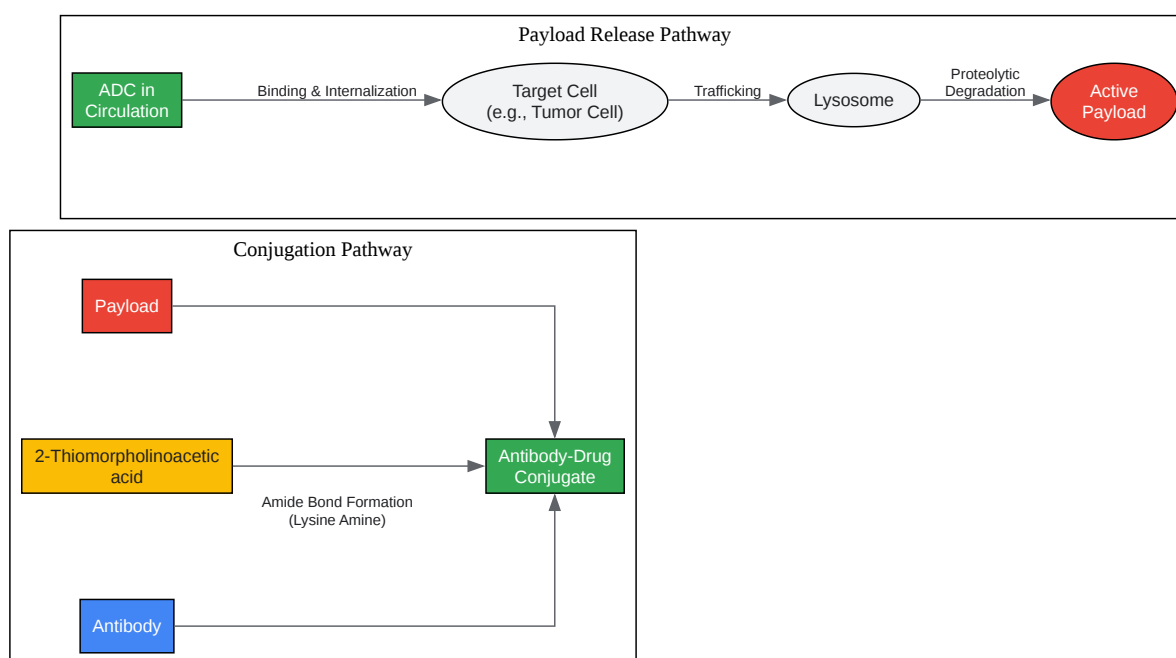 Payload Release Pathway
ADC in
Circulation
Binding & Internalization
Target Cell
(e.g., Tumor Cell)
Trafficking
Lysosome
Proteolytic
Degradation
Active
Payload
Conjugation Pathway
Payload
2-Thiomorpholinoacetic
acid
Amide Bond Formation
(Lysine Amine)
Antibody-Drug
Conjugate
Antibody